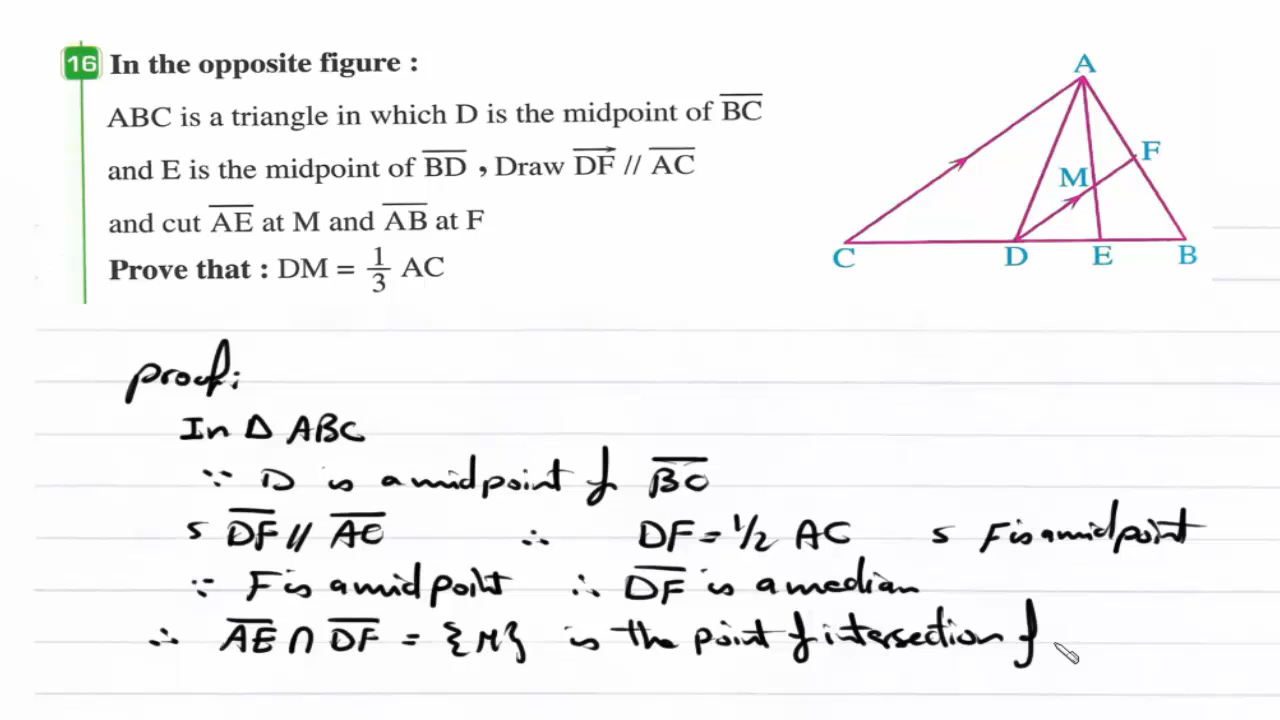 16 In the opposite figure :
ABC is a triangle in which D is the midpoint of BC
and E is the midpoint of BD , Draw DF // AC
and cut AE at M and AB at F
Prove that : DM = 1/3 AC
A
F
M
C
D
E
B
proof:
In Δ ABC
∵ D is a midpoint of BC
, DF // AC ∴ DF = 1/2 AC , F is a midpoint
∵ F is a midpoint ∴ DF is a median
∴ AE ∩ DF = {M} is the point of intersection of